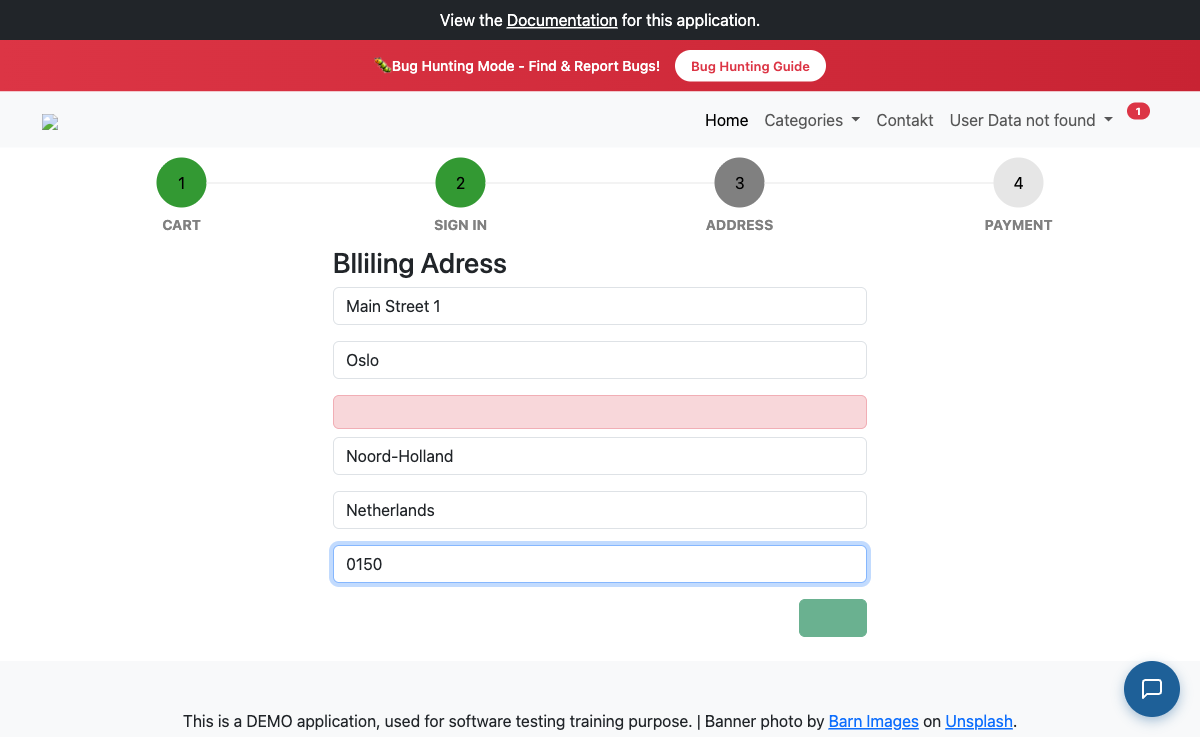 View the Documentation for this application.
Bug Hunting Mode - Find & Report Bugs! Bug Hunting Guide
Home Categories Contakt User Data not found 1
1 2 3 4
CART SIGN IN ADDRESS PAYMENT
Blliling Adress
Main Street 1
Oslo
Noord-Holland
Netherlands
0150
This is a DEMO application, used for software testing training purpose. | Banner photo by Barn Images on Unsplash.